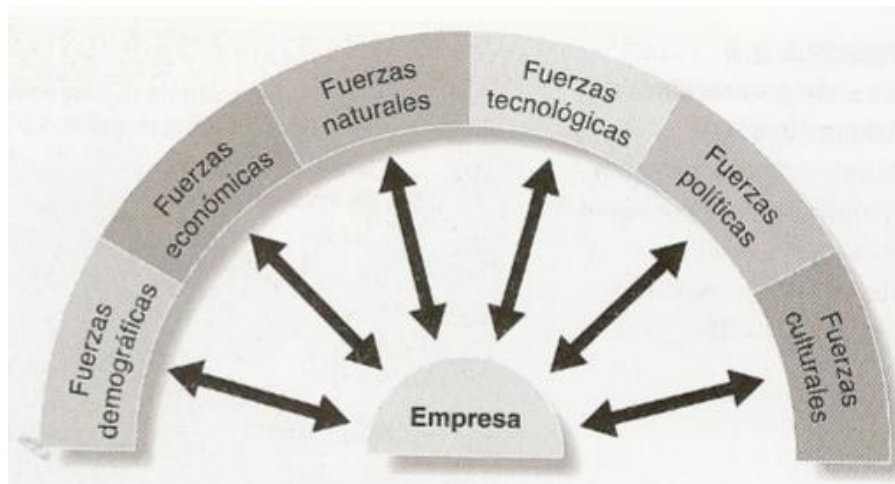 Fuerzas
demográficas
Fuerzas
económicas
Fuerzas
naturales
Fuerzas
tecnológicas
Fuerzas
políticas
Fuerzas
culturales
Empresa